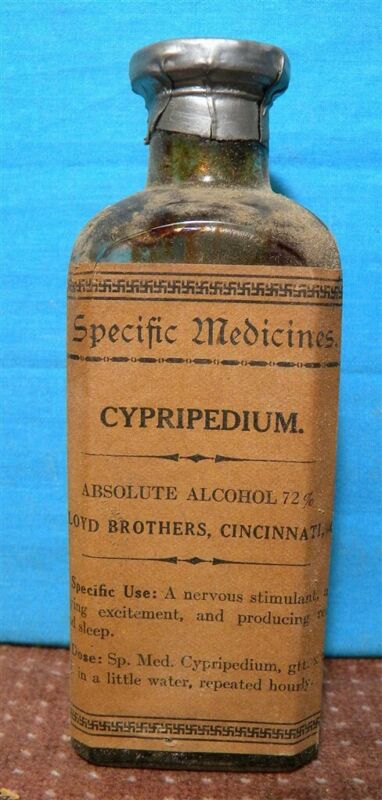 Specific Medicines.
CYPRIPEDIUM.
ABSOLUTE ALCOHOL 72%
LOYD BROTHERS, CINCINNATI,
Specific Use: A nervous stimulant,
ing excitement, and producing
sleep.
Dose: Sp. Med. Cypripedium, gtt. x
in a little water, repeated hourly.